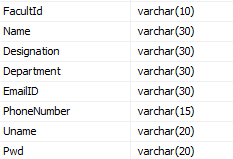 FacultId varchar(10)
Name varchar(30)
Designation varchar(30)
Department varchar(30)
EmailID varchar(30)
PhoneNumber varchar(15)
Uname varchar(20)
Pwd varchar(20)